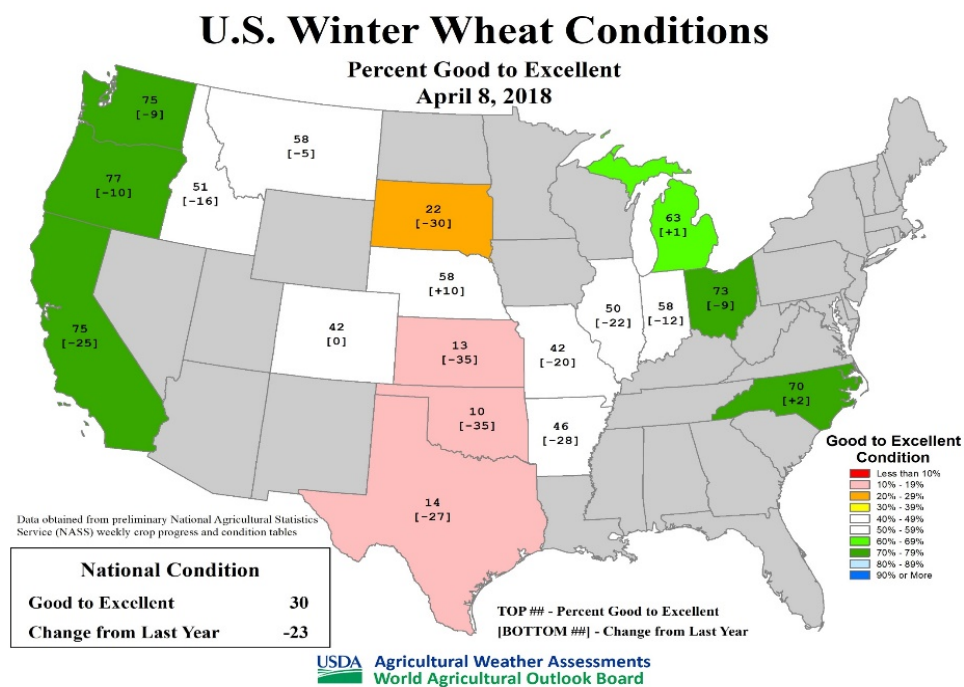 U.S. Winter Wheat Conditions
Percent Good to Excellent
April 8, 2018
75
[-9]
58
[-5]
77
[-10]
51
[-16]
22
[-30]
63
[+1]
58
[+10]
73
[-9]
50
[-22]
58
[-12]
75
[-25]
42
[0]
13
[-35]
42
[-20]
70
[+2]
10
[-35]
46
[-28]
14
[-27]
Good to Excellent
Condition
Less than 10%
10% - 19%
20% - 29%
30% - 39%
40% - 49%
50% - 59%
60% - 69%
70% - 79%
80% - 89%
90% or More
Data obtained from preliminary National Agricultural Statistics
Service (NASS) weekly crop progress and condition tables
National Condition
Good to Excellent 30
Change from Last Year -23
TOP ## - Percent Good to Excellent
[BOTTOM ##] - Change from Last Year
USDA Agricultural Weather Assessments
World Agricultural Outlook Board